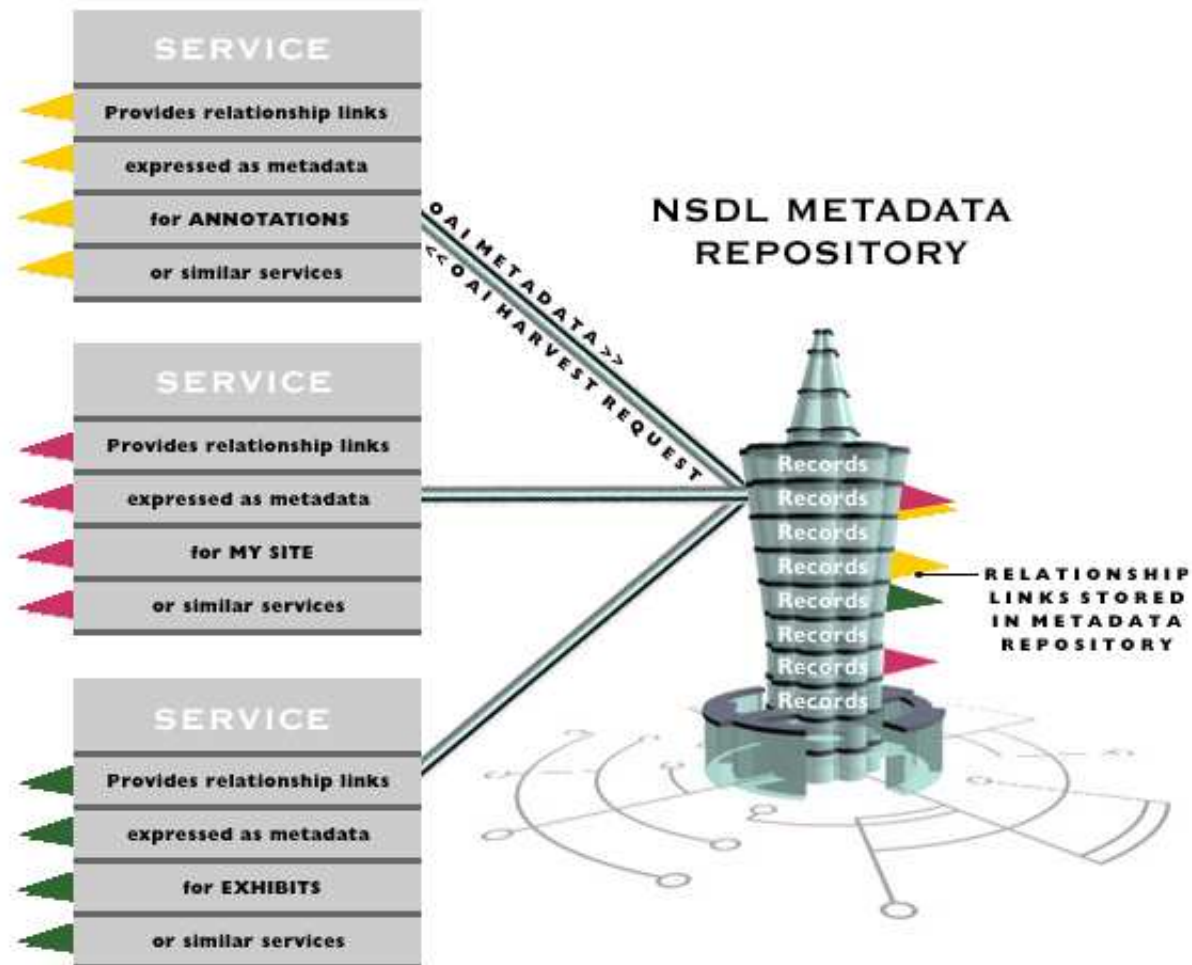 SERVICE
Provides relationship links
expressed as metadata
for ANNOTATIONS
or similar services
OAI METADATA>>
<<OAI HARVEST REQUEST
NSDL METADATA
REPOSITORY
SERVICE
Provides relationship links
expressed as metadata
for MY SITE
or similar services
Records
Records
Records
Records
Records
Records
Records
Records
RELATIONSHIP
LINKS STORED
IN METADATA
REPOSITORY
SERVICE
Provides relationship links
expressed as metadata
for EXHIBITS
or similar services